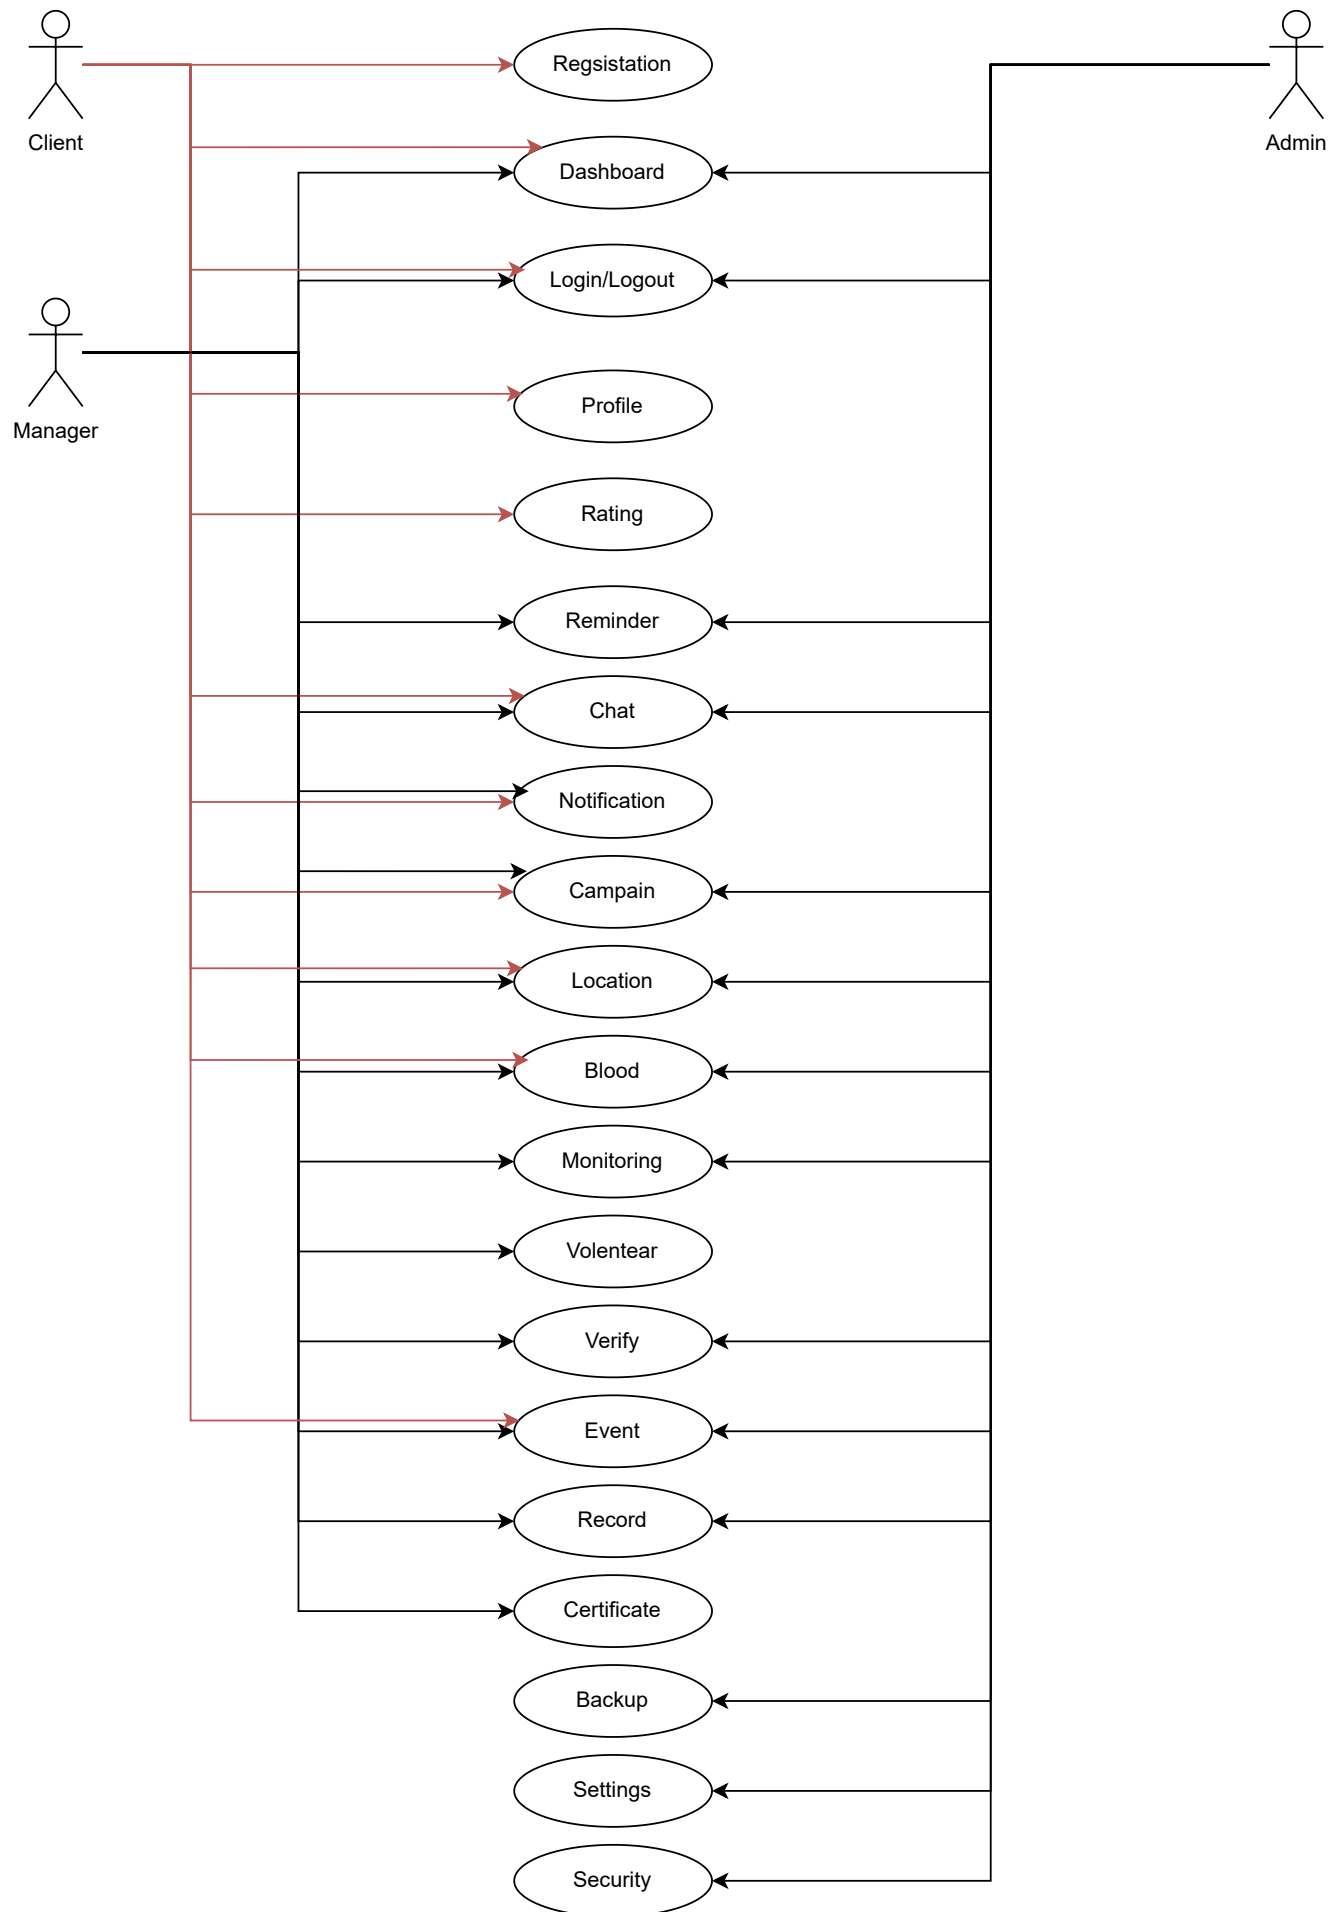 Regsistation
Client
Admin
Dashboard
Login/Logout
Manager
Profile
Rating
Reminder
Chat
Notification
Campain
Location
Blood
Monitoring
Volentear
Verify
Event
Record
Certificate
Backup
Settings
Security